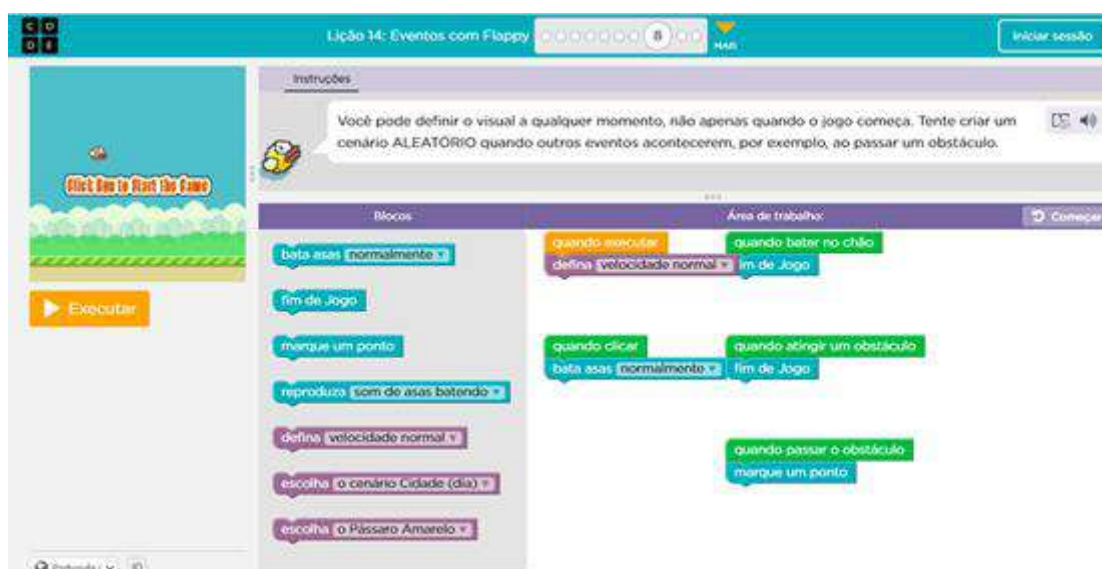 C O
D E
Lição 14: Eventos com Flappy
8
MAIS
Iniciar sessão
Click Run to Start the Game
Executar
Instruções
Você pode definir o visual a qualquer momento, não apenas quando o jogo começa. Tente criar um
cenário ALEATÓRIO quando outros eventos acontecerem, por exemplo, ao passar um obstáculo.
Blocos
Área de trabalho:
Começar
bata asas normalmente
fim de Jogo
marque um ponto
reproduza som de asas batendo
defina velocidade normal
escolha o cenário Cidade (dia)
escolha o Pássaro Amarelo
quando executar
defina velocidade normal
quando bater no chão
fim de Jogo
quando clicar
bata asas normalmente
quando atingir um obstáculo
fim de Jogo
quando passar o obstáculo
marque um ponto